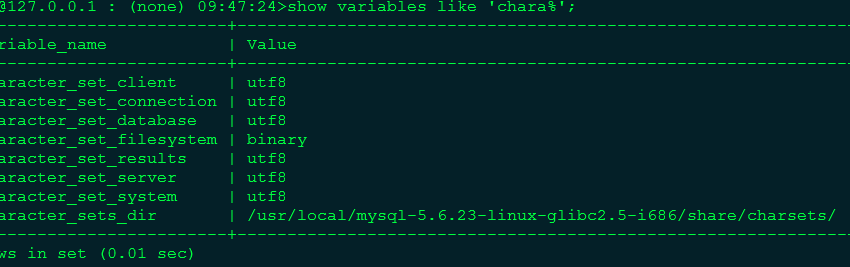 @127.0.0.1 : (none) 09:47:24>show variables like 'chara%';
riable_name | Value
aracter_set_client | utf8
aracter_set_connection | utf8
aracter_set_database | utf8
aracter_set_filesystem | binary
aracter_set_results | utf8
aracter_set_server | utf8
aracter_set_system | utf8
aracter_sets_dir | /usr/local/mysql-5.6.23-linux-glibc2.5-i686/share/charsets/
ws in set (0.01 sec)